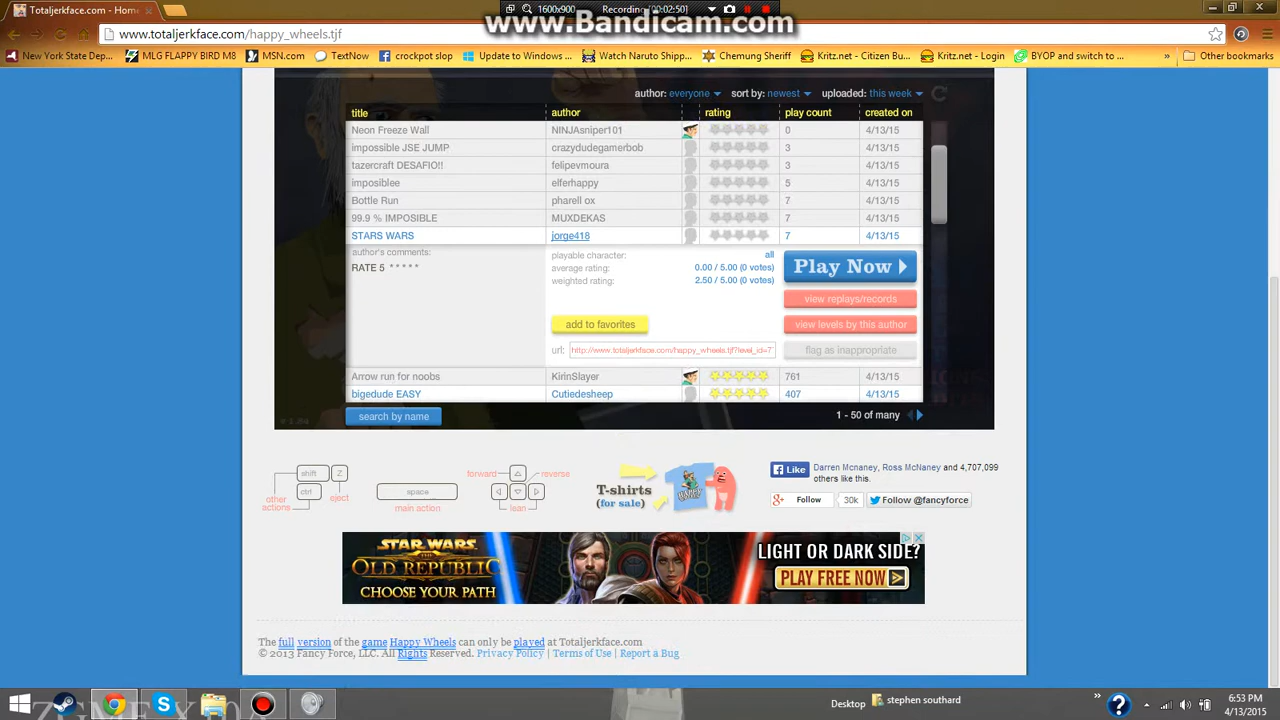 1600x900 Recording [00:02:50]
www.Bandicam.com
Totaljerkface.com - Hom
www.totaljerkface.com/happy_wheels.tjf
New York State Dep... MLG FLAPPY BIRD M8 MSN.com TextNow crockpot slop Update to Windows ... Watch Naruto Shipp... Chemung Sheriff Kritz.net - Citizen Bu... Kritz.net - Login BYOP and switch to ... » Other bookmarks
author: everyone sort by: newest uploaded: this week
title author rating play count created on
Neon Freeze Wall NINJAsniper101 0 4/13/15
impossible JSE JUMP crazydudegamerbob 3 4/13/15
tazercraft DESAFIO!! felipevmoura 3 4/13/15
imposiblee elferhappy 5 4/13/15
Bottle Run pharell ox 7 4/13/15
99.9 % IMPOSIBLE MUXDEKAS 7 4/13/15
STARS WARS jorge418 7 4/13/15
author's comments: playable character: all
RATE 5 * * * * * average rating: 0.00 / 5.00 (0 votes)
weighted rating: 2.50 / 5.00 (0 votes)
Play Now
view replays/records
add to favorites view levels by this author
url: http://www.totaljerkface.com/happy_wheels.tjf?level_id=7 flag as inappropriate
Arrow run for noobs KirinSlayer 761 4/13/15
bigedude EASY Cutiedesheep 407 4/13/15
search by name 1 - 50 of many
shift Z
ctrl
other actions
eject
space
main action
forward reverse
lean
T-shirts
(for sale)
Like Darren Mcnaney, Ross McNaney and 4,707,099
others like this.
Follow 30k Follow @fancyforce
STAR WARS
THE OLD REPUBLIC
CHOOSE YOUR PATH
LIGHT OR DARK SIDE?
PLAY FREE NOW
The full version of the game Happy Wheels can only be played at Totaljerkface.com
© 2013 Fancy Force, LLC. All Rights Reserved. Privacy Policy | Terms of Use | Report a Bug
Desktop stephen southard » 6:53 PM
4/13/2015